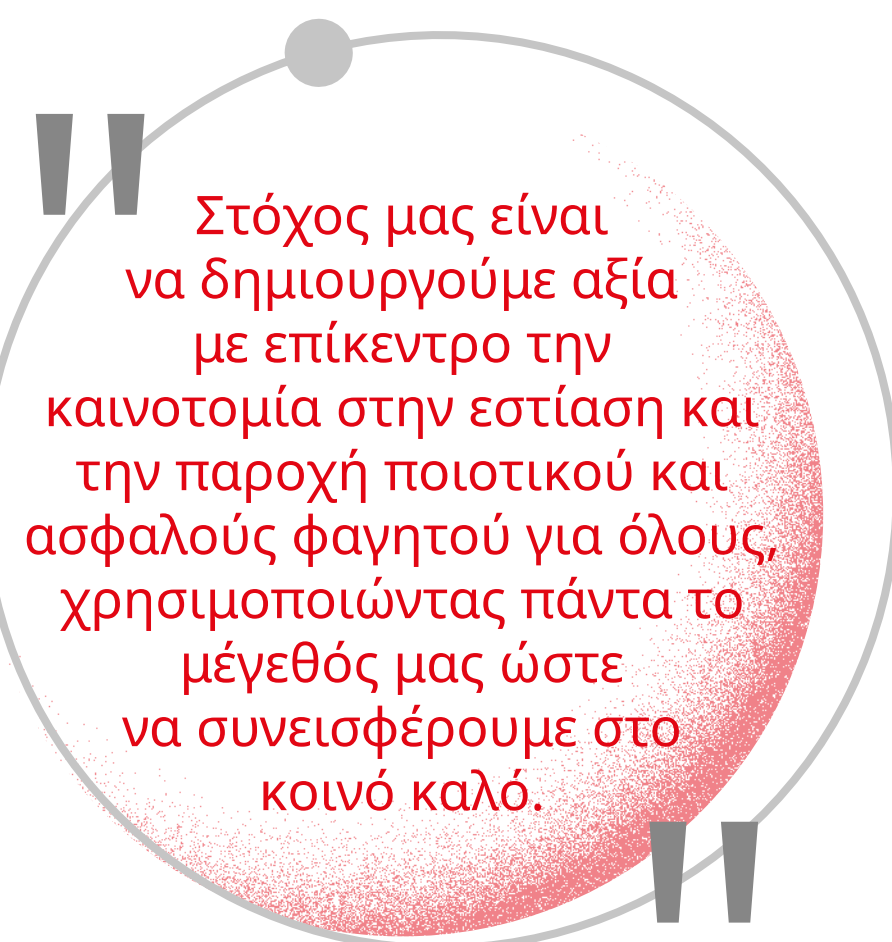 "
Στόχος μας είναι
να δημιουργούμε αξία
με επίκεντρο την
καινοτομία στην εστίαση και
την παροχή ποιοτικού και
ασφαλούς φαγητού για όλους,
χρησιμοποιώντας πάντα το
μέγεθός μας ώστε
να συνεισφέρουμε στο
κοινό καλό.
"